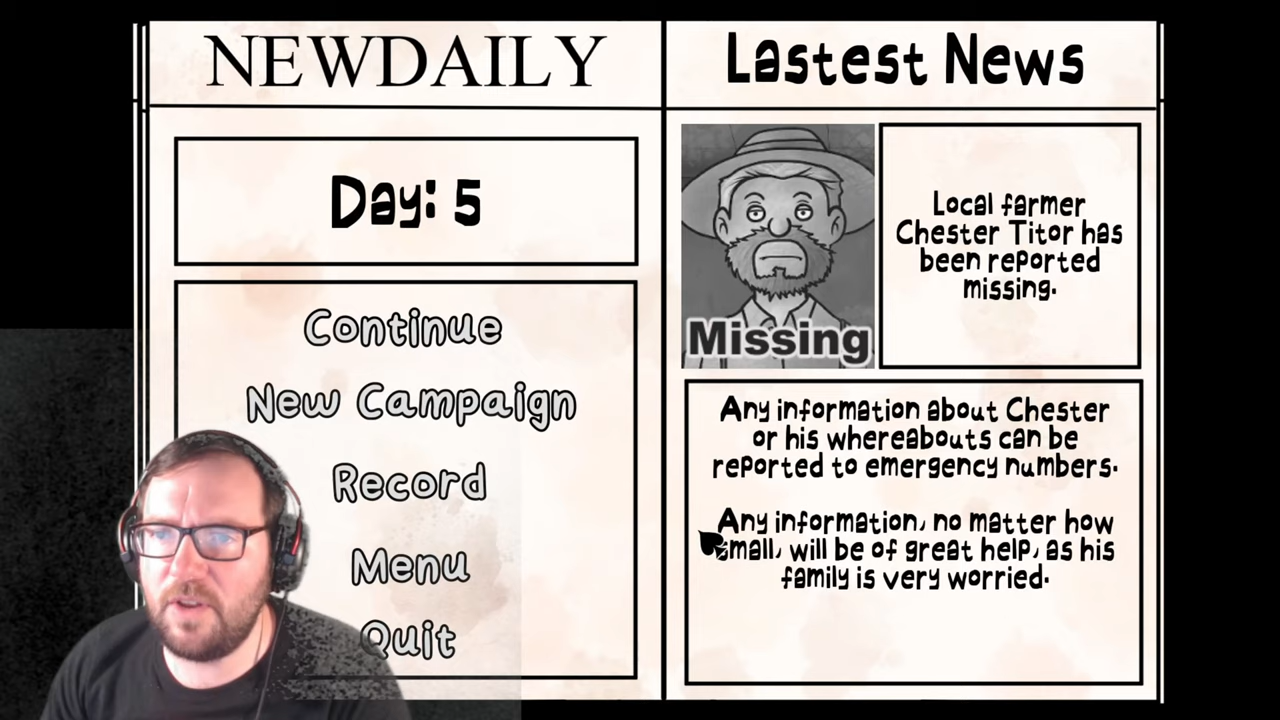 NEWDAILY
Day: 5
Continue
New Campaign
Record
Menu
Quit
Lastest News
Missing
Local farmer
Chester Titor has
been reported
missing.
Any information about Chester
or his whereabouts can be
reported to emergency numbers.
Any information, no matter how
small, will be of great help, as his
family is very worried.